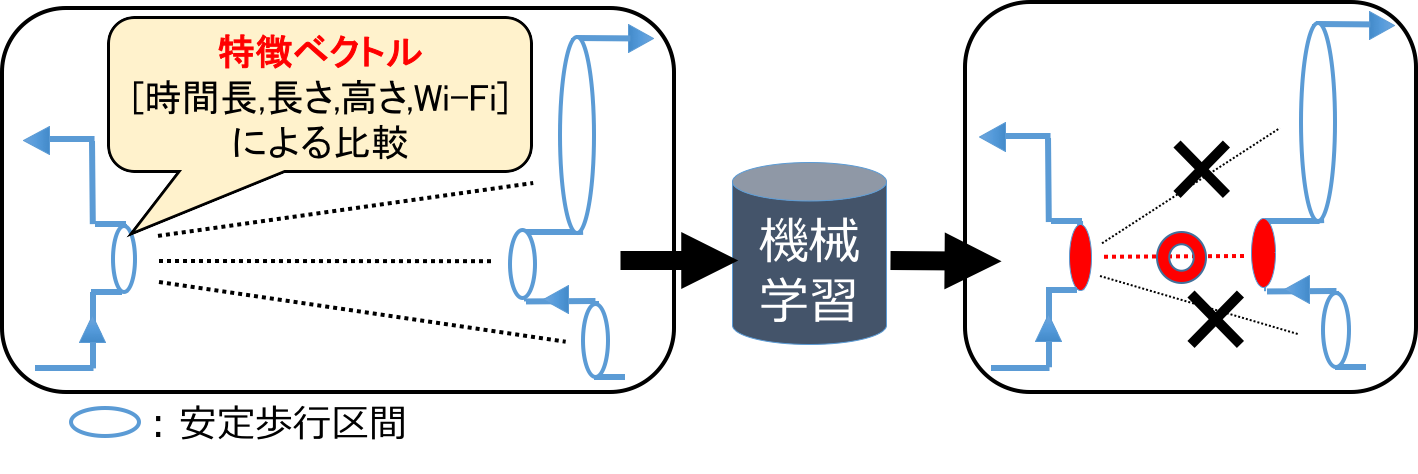 特徴ベクトル
[時間長,長さ,高さ,Wi-Fi]
による比較
機械
学習
: 安定歩行区間